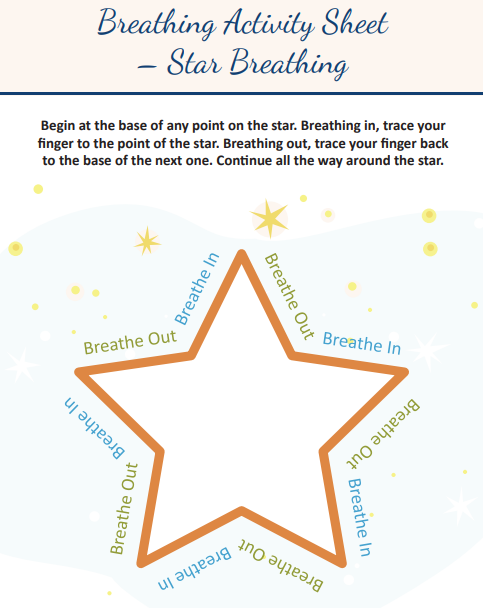 Breathing Activity Sheet
– Star Breathing
Begin at the base of any point on the star. Breathing in, trace your
finger to the point of the star. Breathing out, trace your finger back
to the base of the next one. Continue all the way around the star.
Breathe In
Breathe Out
Breathe In
Breathe Out
Breathe In
Breathe Out
Breathe In
Breathe Out
Breathe In
Breathe Out